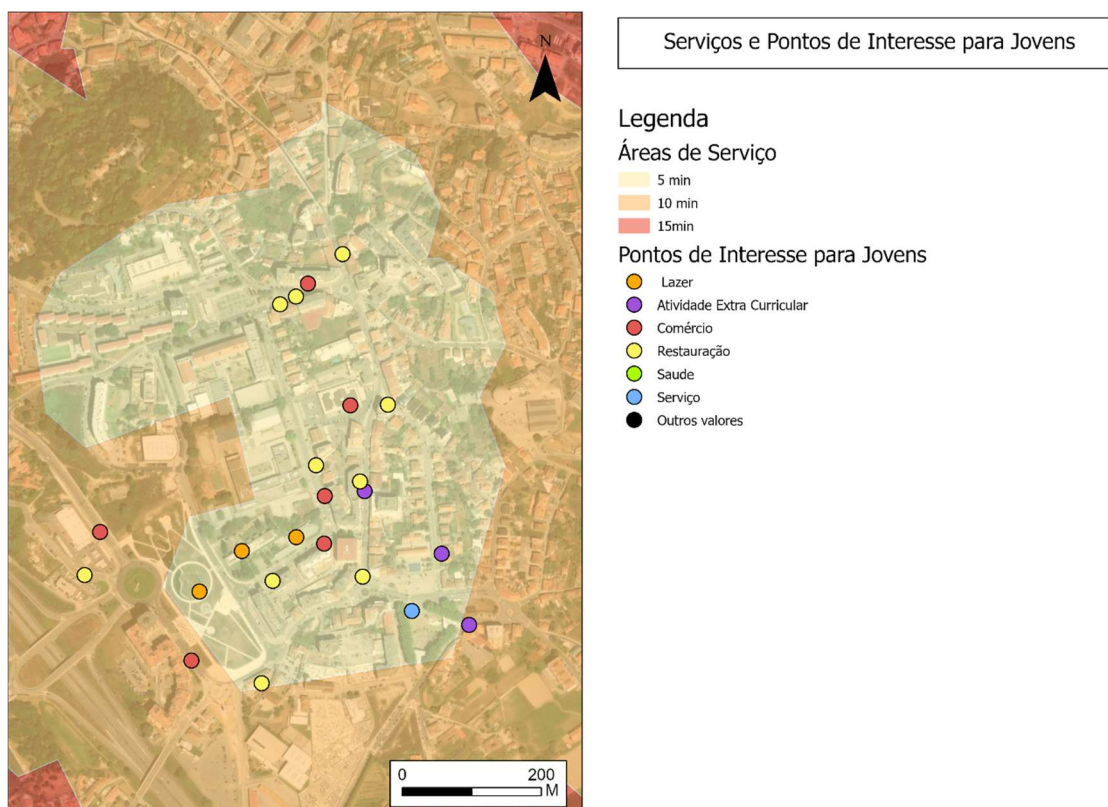 Serviços e Pontos de Interesse para Jovens
N
Legenda
Áreas de Serviço
5 min
10 min
15min
Pontos de Interesse para Jovens
Lazer
Atividade Extra Curricular
Comércio
Restauração
Saude
Serviço
Outros valores
0 200
M